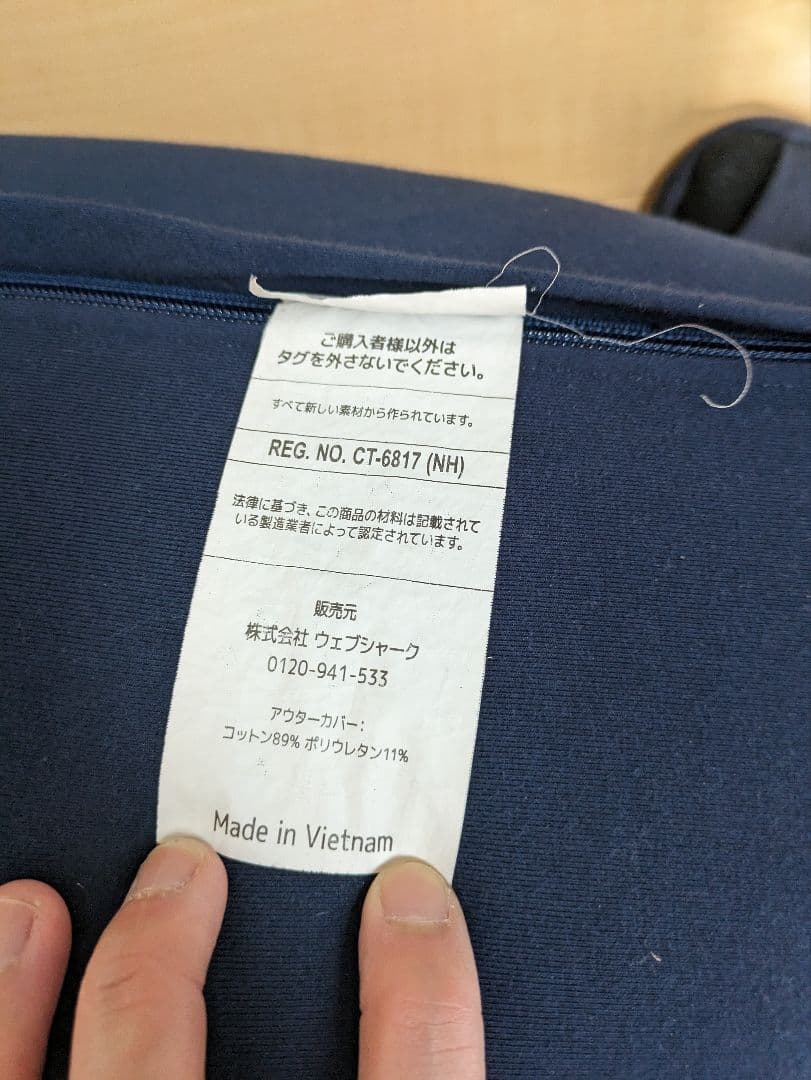 ご購入者様以外は
タグを外さないでください。
すべて新しい素材から作られています。
REG. NO. CT-6817 (NH)
法律に基づき、この商品の材料は記載されて
いる製造業者によって認定されています。
販売元
株式会社 ウェブシャーク
0120-941-533
アウターカバー:
コットン89% ポリウレタン11%
Made in Vietnam